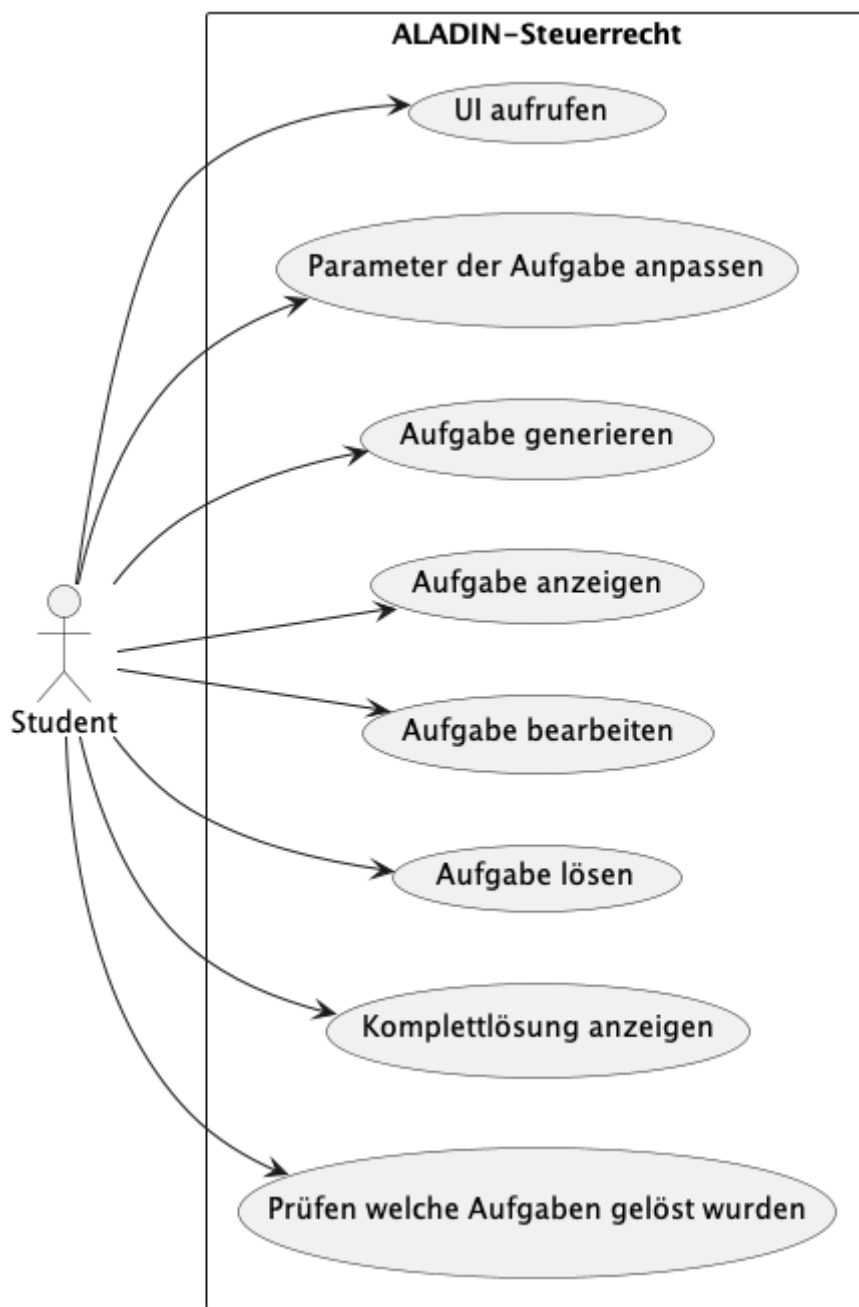 ALADIN-Steuerrecht
UI aufrufen
Parameter der Aufgabe anpassen
Aufgabe generieren
Aufgabe anzeigen
Aufgabe bearbeiten
Student
Aufgabe lösen
Komplettlösung anzeigen
Prüfen welche Aufgaben gelöst wurden